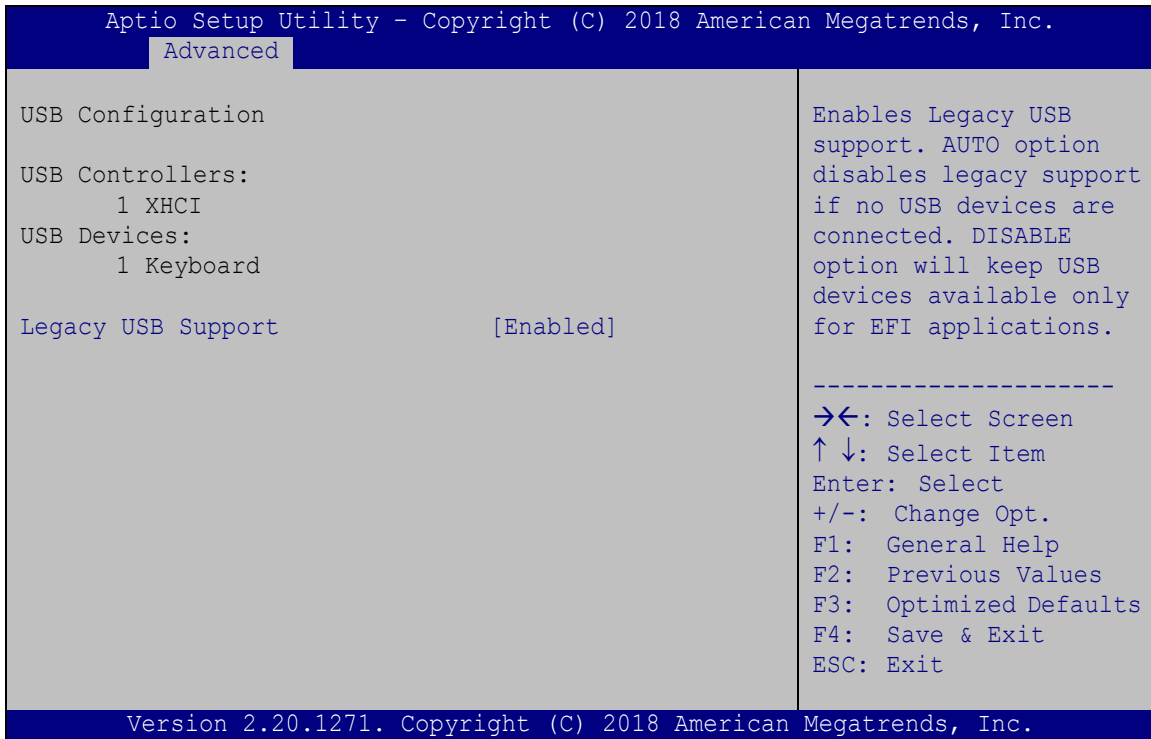 Aptio Setup Utility – Copyright (C) 2018 American Megatrends, Inc.
Advanced
USB Configuration
USB Controllers:
1 XHCI
USB Devices:
1 Keyboard
Legacy USB Support [Enabled]
Enables Legacy USB
support. AUTO option
disables legacy support
if no USB devices are
connected. DISABLE
option will keep USB
devices available only
for EFI applications.
---------------------
→←: Select Screen
↑ ↓: Select Item
Enter: Select
+/-: Change Opt.
F1: General Help
F2: Previous Values
F3: Optimized Defaults
F4: Save & Exit
ESC: Exit
Version 2.20.1271. Copyright (C) 2018 American Megatrends, Inc.